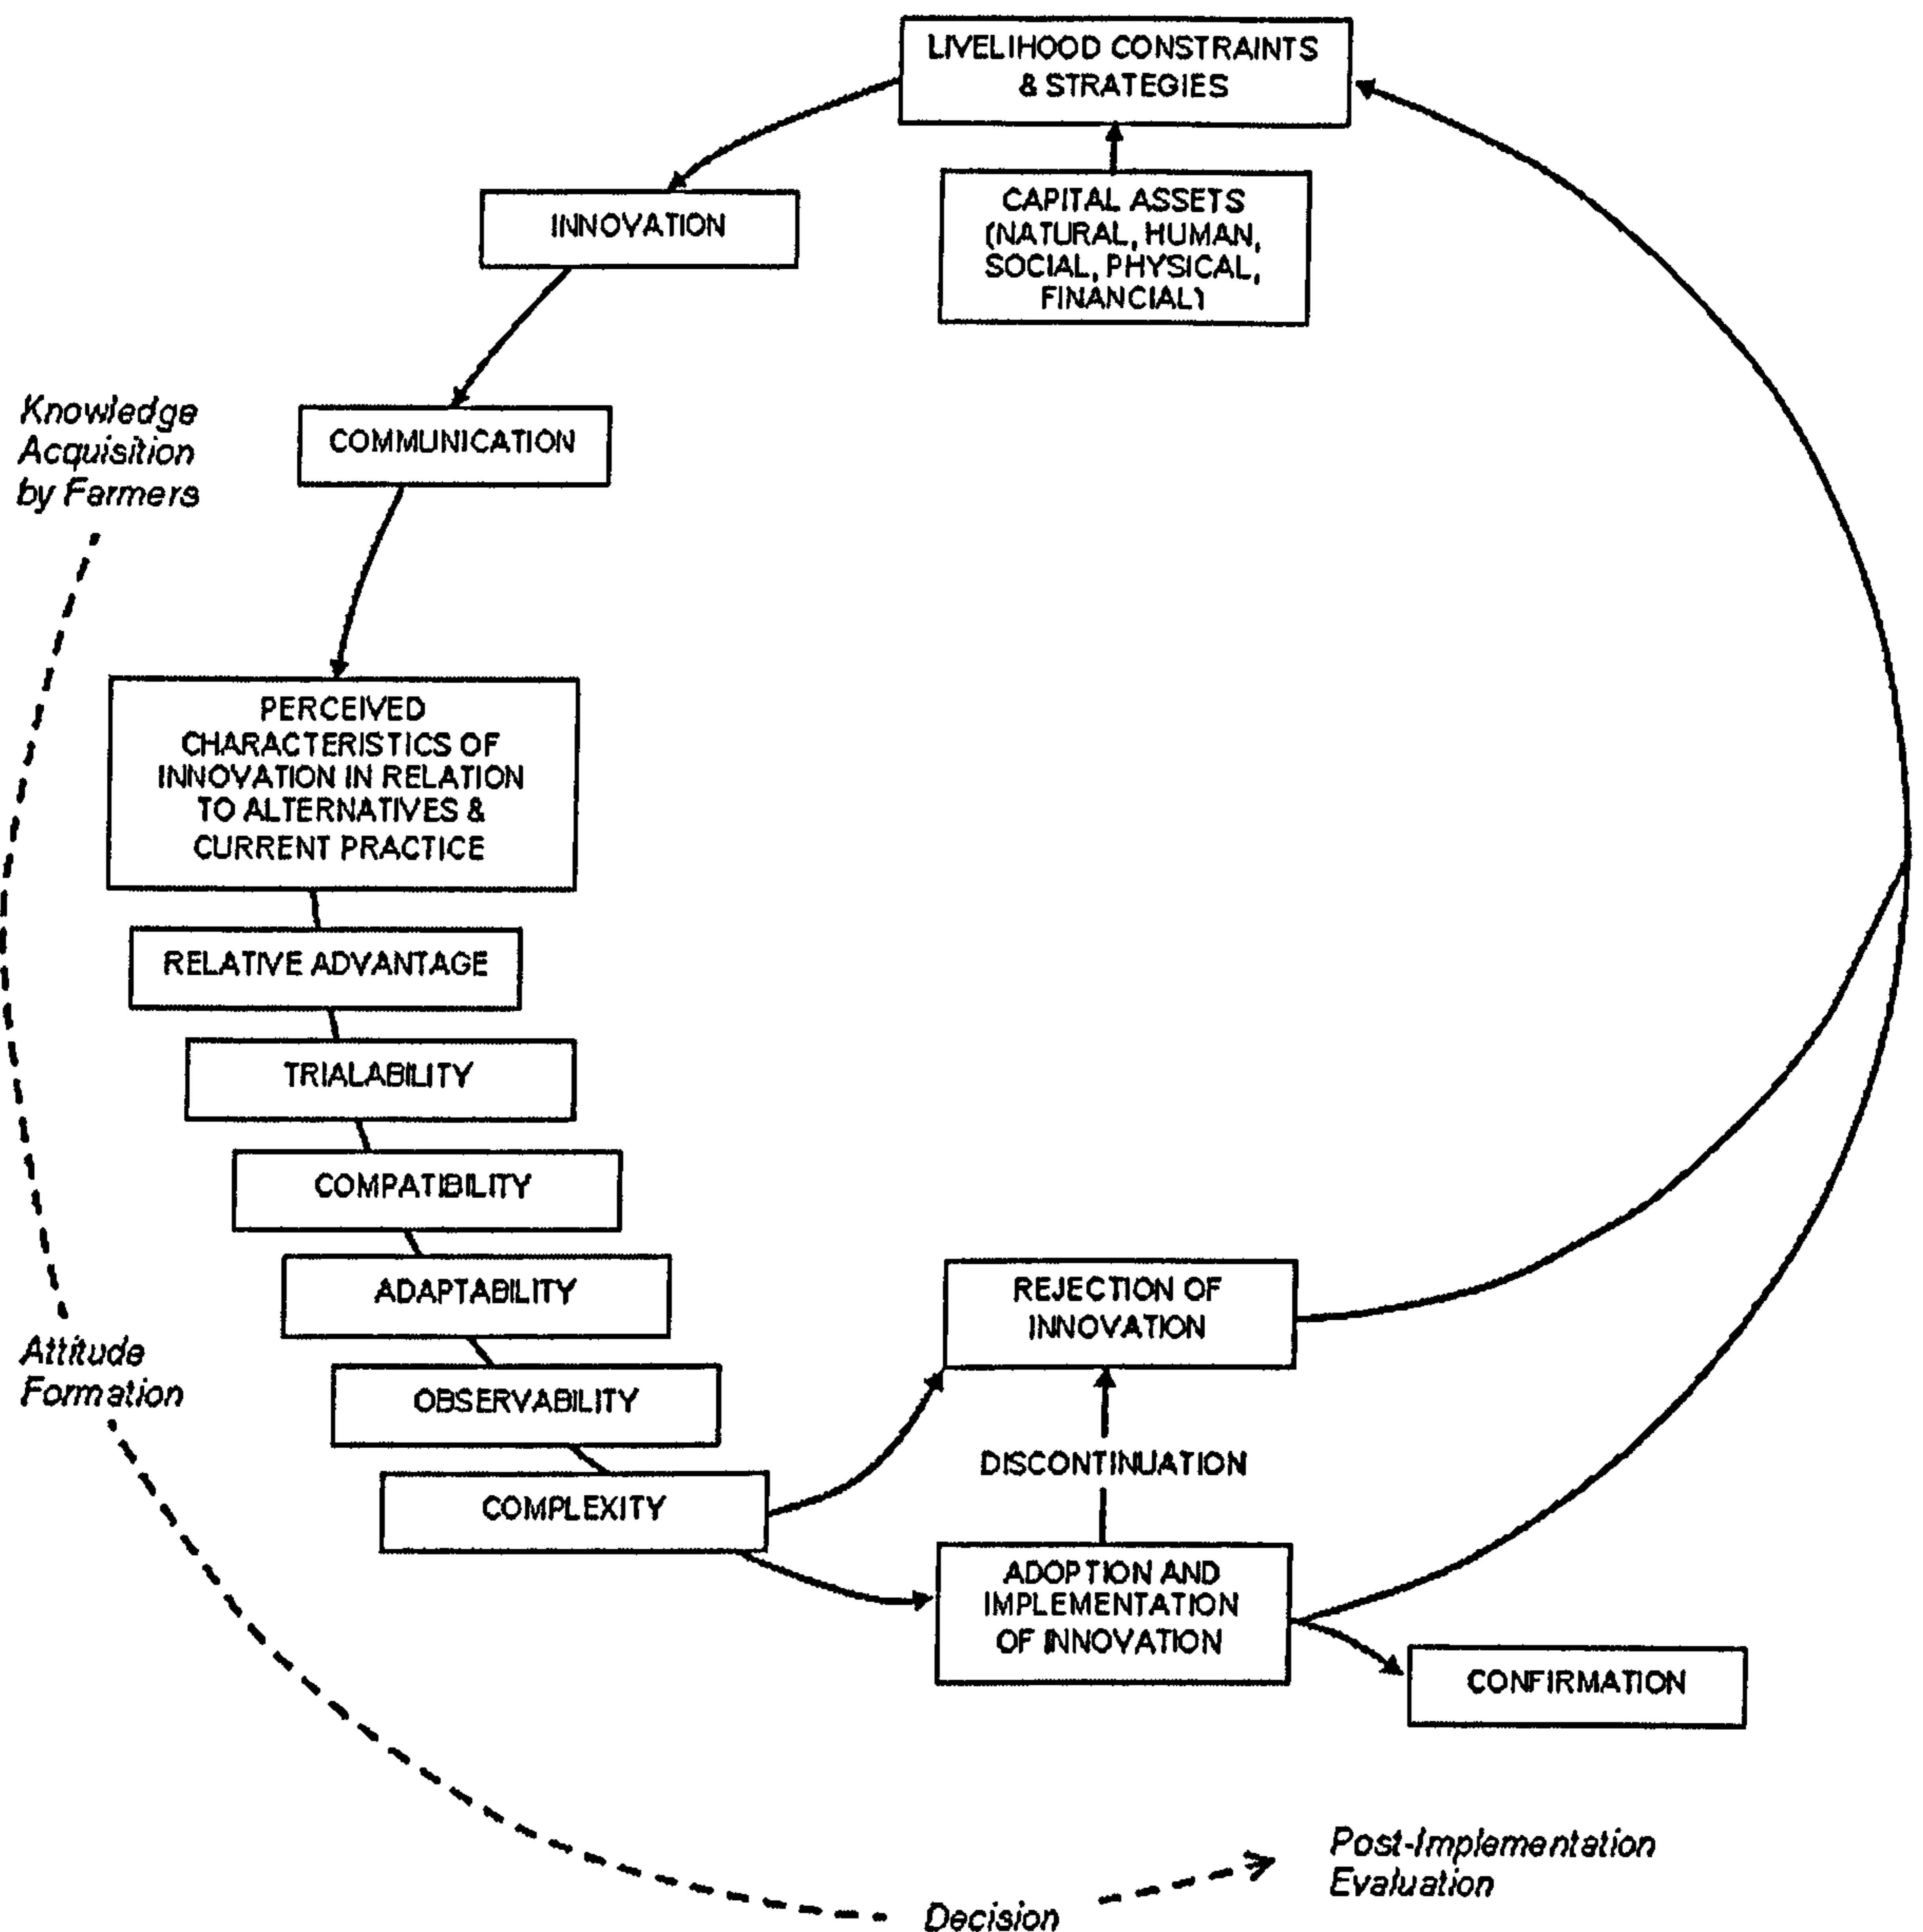 LIVELIHOOD CONSTRAINTS
& STRATEGIES
CAPITAL ASSETS
(NATURAL, HUMAN,
SOCIAL, PHYSICAL,
FINANCIAL)
INNOVATION
COMMUNICATION
Knowledge
Acquisition
by Farmers
PERCEIVED
CHARACTERISTICS OF
INNOVATION IN RELATION
TO ALTERNATIVES &
CURRENT PRACTICE
RELATIVE ADVANTAGE
TRIALABILITY
COMPATIBILITY
ADAPTABILITY
OBSERVABILITY
COMPLEXITY
Attitude
Formation
REJECTION OF
INNOVATION
DISCONTINUATION
ADOPTION AND
IMPLEMENTATION
OF INNOVATION
CONFIRMATION
Decision
Post-Implementation
Evaluation